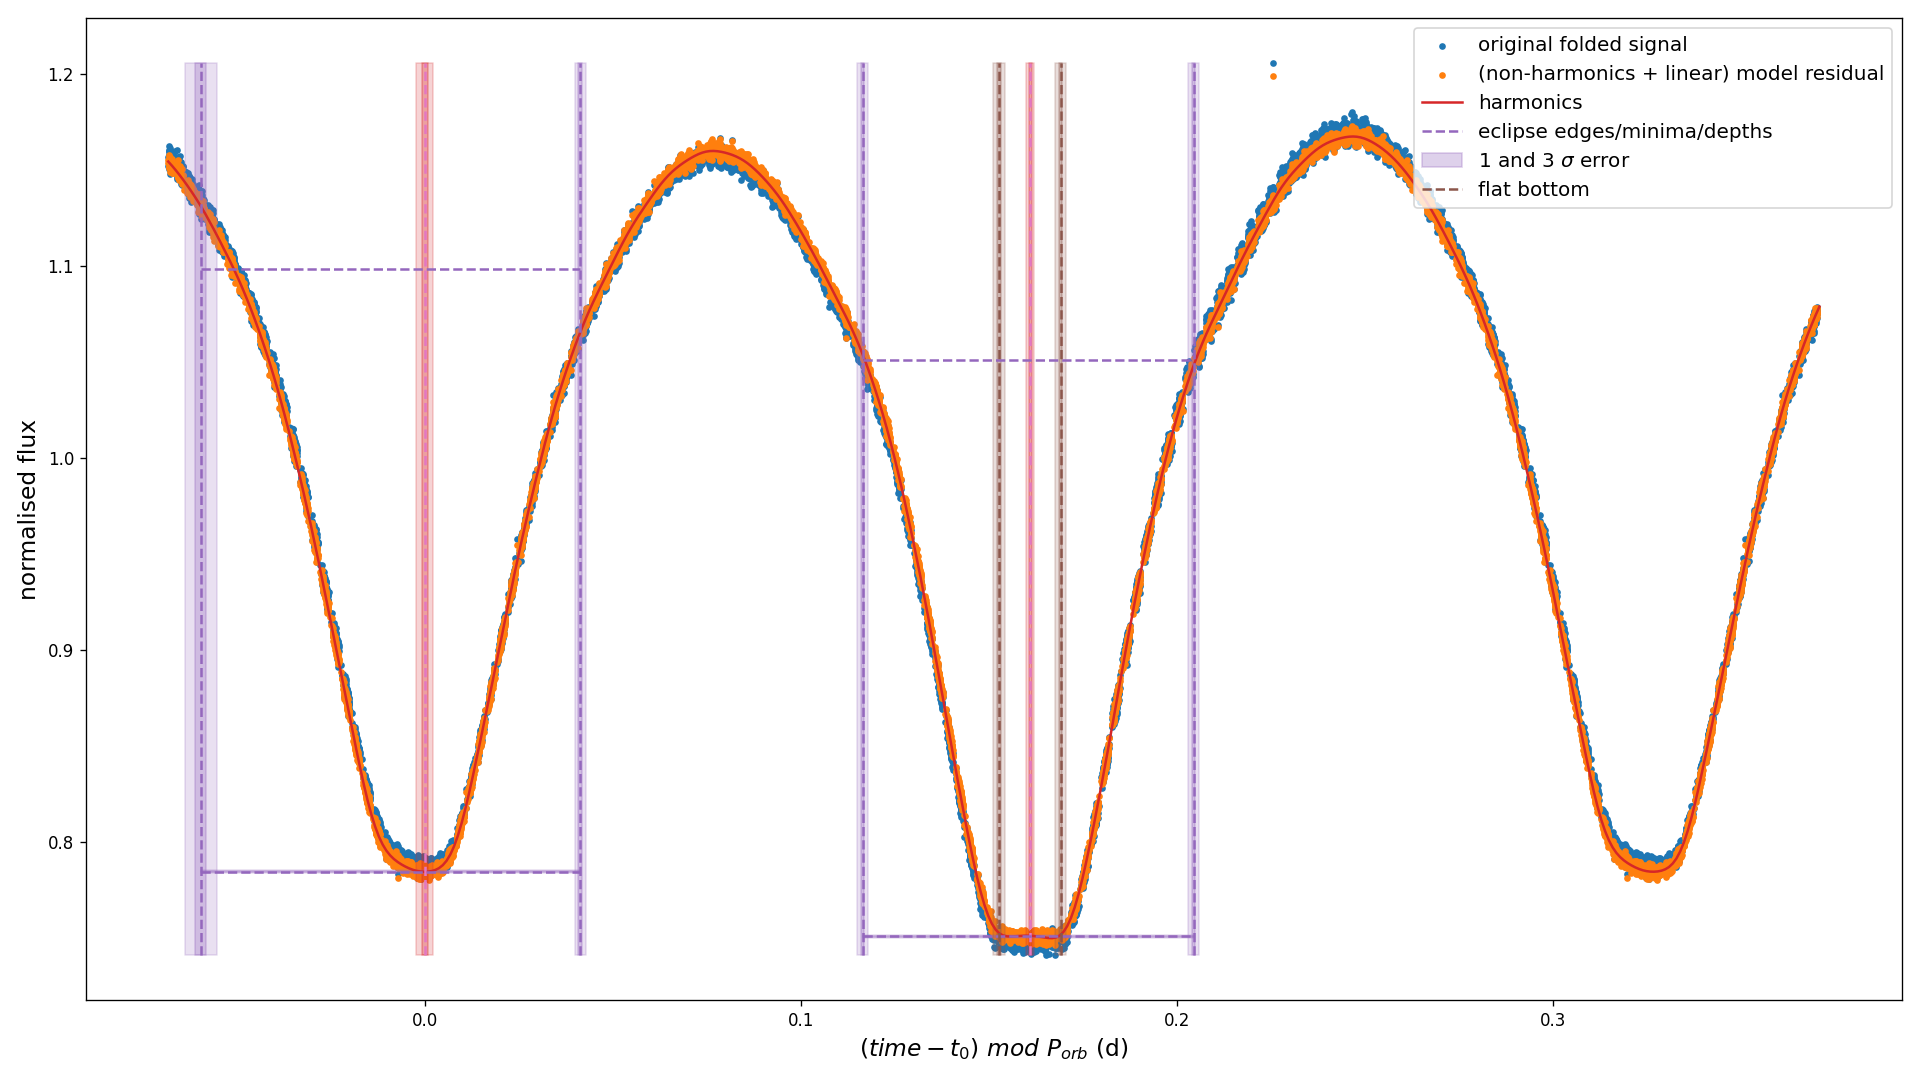 original folded signal
(non-harmonics + linear) model residual
harmonics
eclipse edges/minima/depths
1 and 3 σ error
flat bottom
normalised flux
1.2
1.1
1.0
0.9
0.8
0.0 0.1 0.2 0.3
(time − t₀) mod P_orb (d)